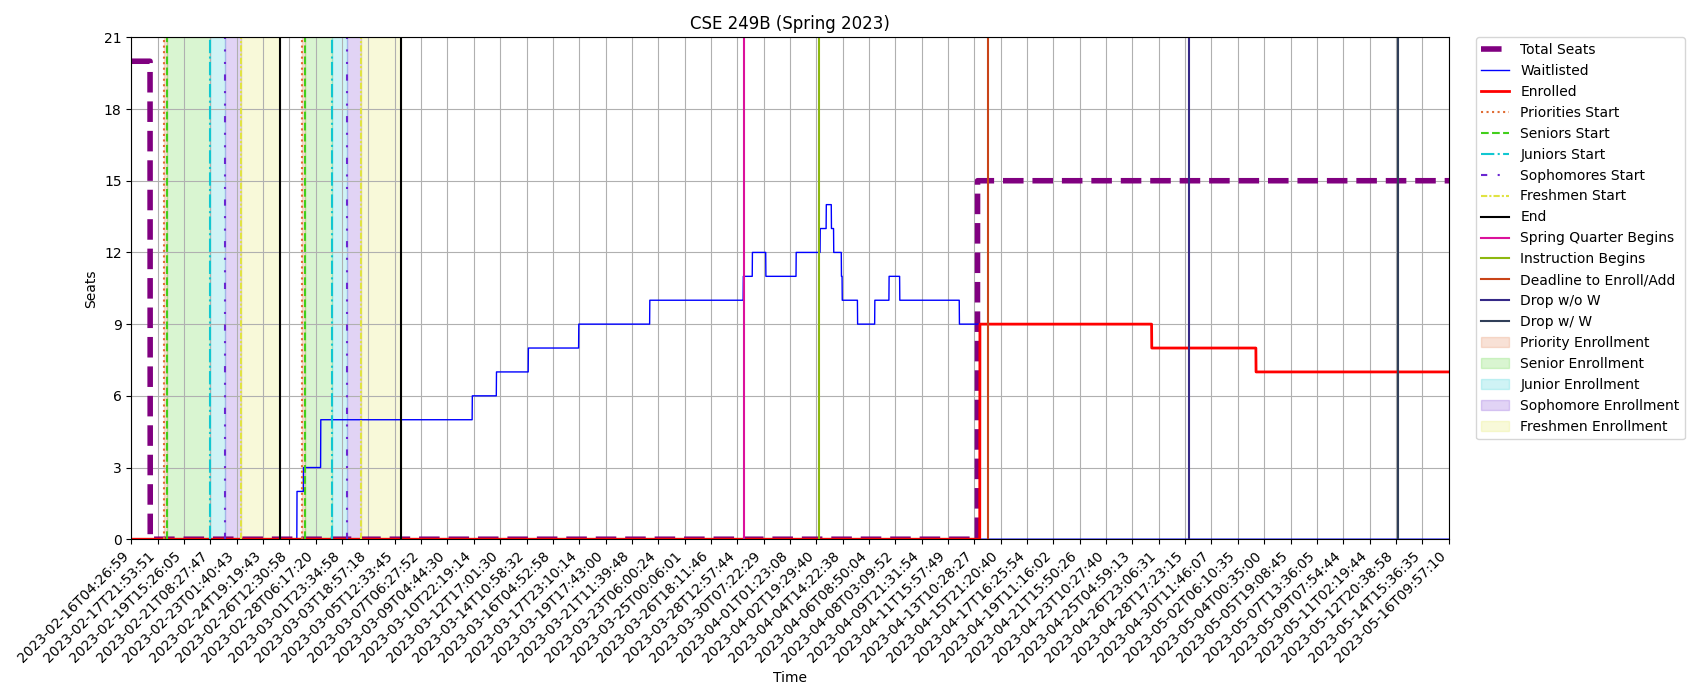 CSE 249B (Spring 2023)
21
18
15
12
9
6
3
0
Seats
2023-02-16T04:26:59
2023-02-17T21:53:51
2023-02-19T15:26:05
2023-02-21T08:27:47
2023-02-23T01:40:43
2023-02-24T19:19:43
2023-02-26T12:30:58
2023-02-28T06:17:20
2023-03-01T23:34:58
2023-03-03T18:57:18
2023-03-05T12:33:45
2023-03-07T06:27:52
2023-03-09T04:44:30
2023-03-10T22:19:14
2023-03-12T17:01:30
2023-03-14T10:58:32
2023-03-16T04:52:58
2023-03-17T23:10:14
2023-03-19T17:43:00
2023-03-21T11:39:48
2023-03-23T06:00:24
2023-03-25T00:06:01
2023-03-26T18:11:46
2023-03-28T12:57:44
2023-03-30T07:22:29
2023-04-01T01:23:08
2023-04-02T19:29:40
2023-04-04T14:22:38
2023-04-06T08:50:04
2023-04-08T03:09:52
2023-04-09T21:31:54
2023-04-11T15:57:49
2023-04-13T10:28:27
2023-04-15T21:20:40
2023-04-17T16:25:54
2023-04-19T11:16:02
2023-04-21T15:50:26
2023-04-23T10:27:40
2023-04-25T04:59:13
2023-04-26T23:06:31
2023-04-28T17:23:15
2023-04-30T11:46:07
2023-05-02T06:10:35
2023-05-04T00:35:00
2023-05-05T19:08:45
2023-05-07T13:36:05
2023-05-09T07:54:44
2023-05-11T02:19:44
2023-05-12T20:38:58
2023-05-14T15:36:35
2023-05-16T09:57:10
Time
Total Seats
Waitlisted
Enrolled
Priorities Start
Seniors Start
Juniors Start
Sophomores Start
Freshmen Start
End
Spring Quarter Begins
Instruction Begins
Deadline to Enroll/Add
Drop w/o W
Drop w/ W
Priority Enrollment
Senior Enrollment
Junior Enrollment
Sophomore Enrollment
Freshmen Enrollment